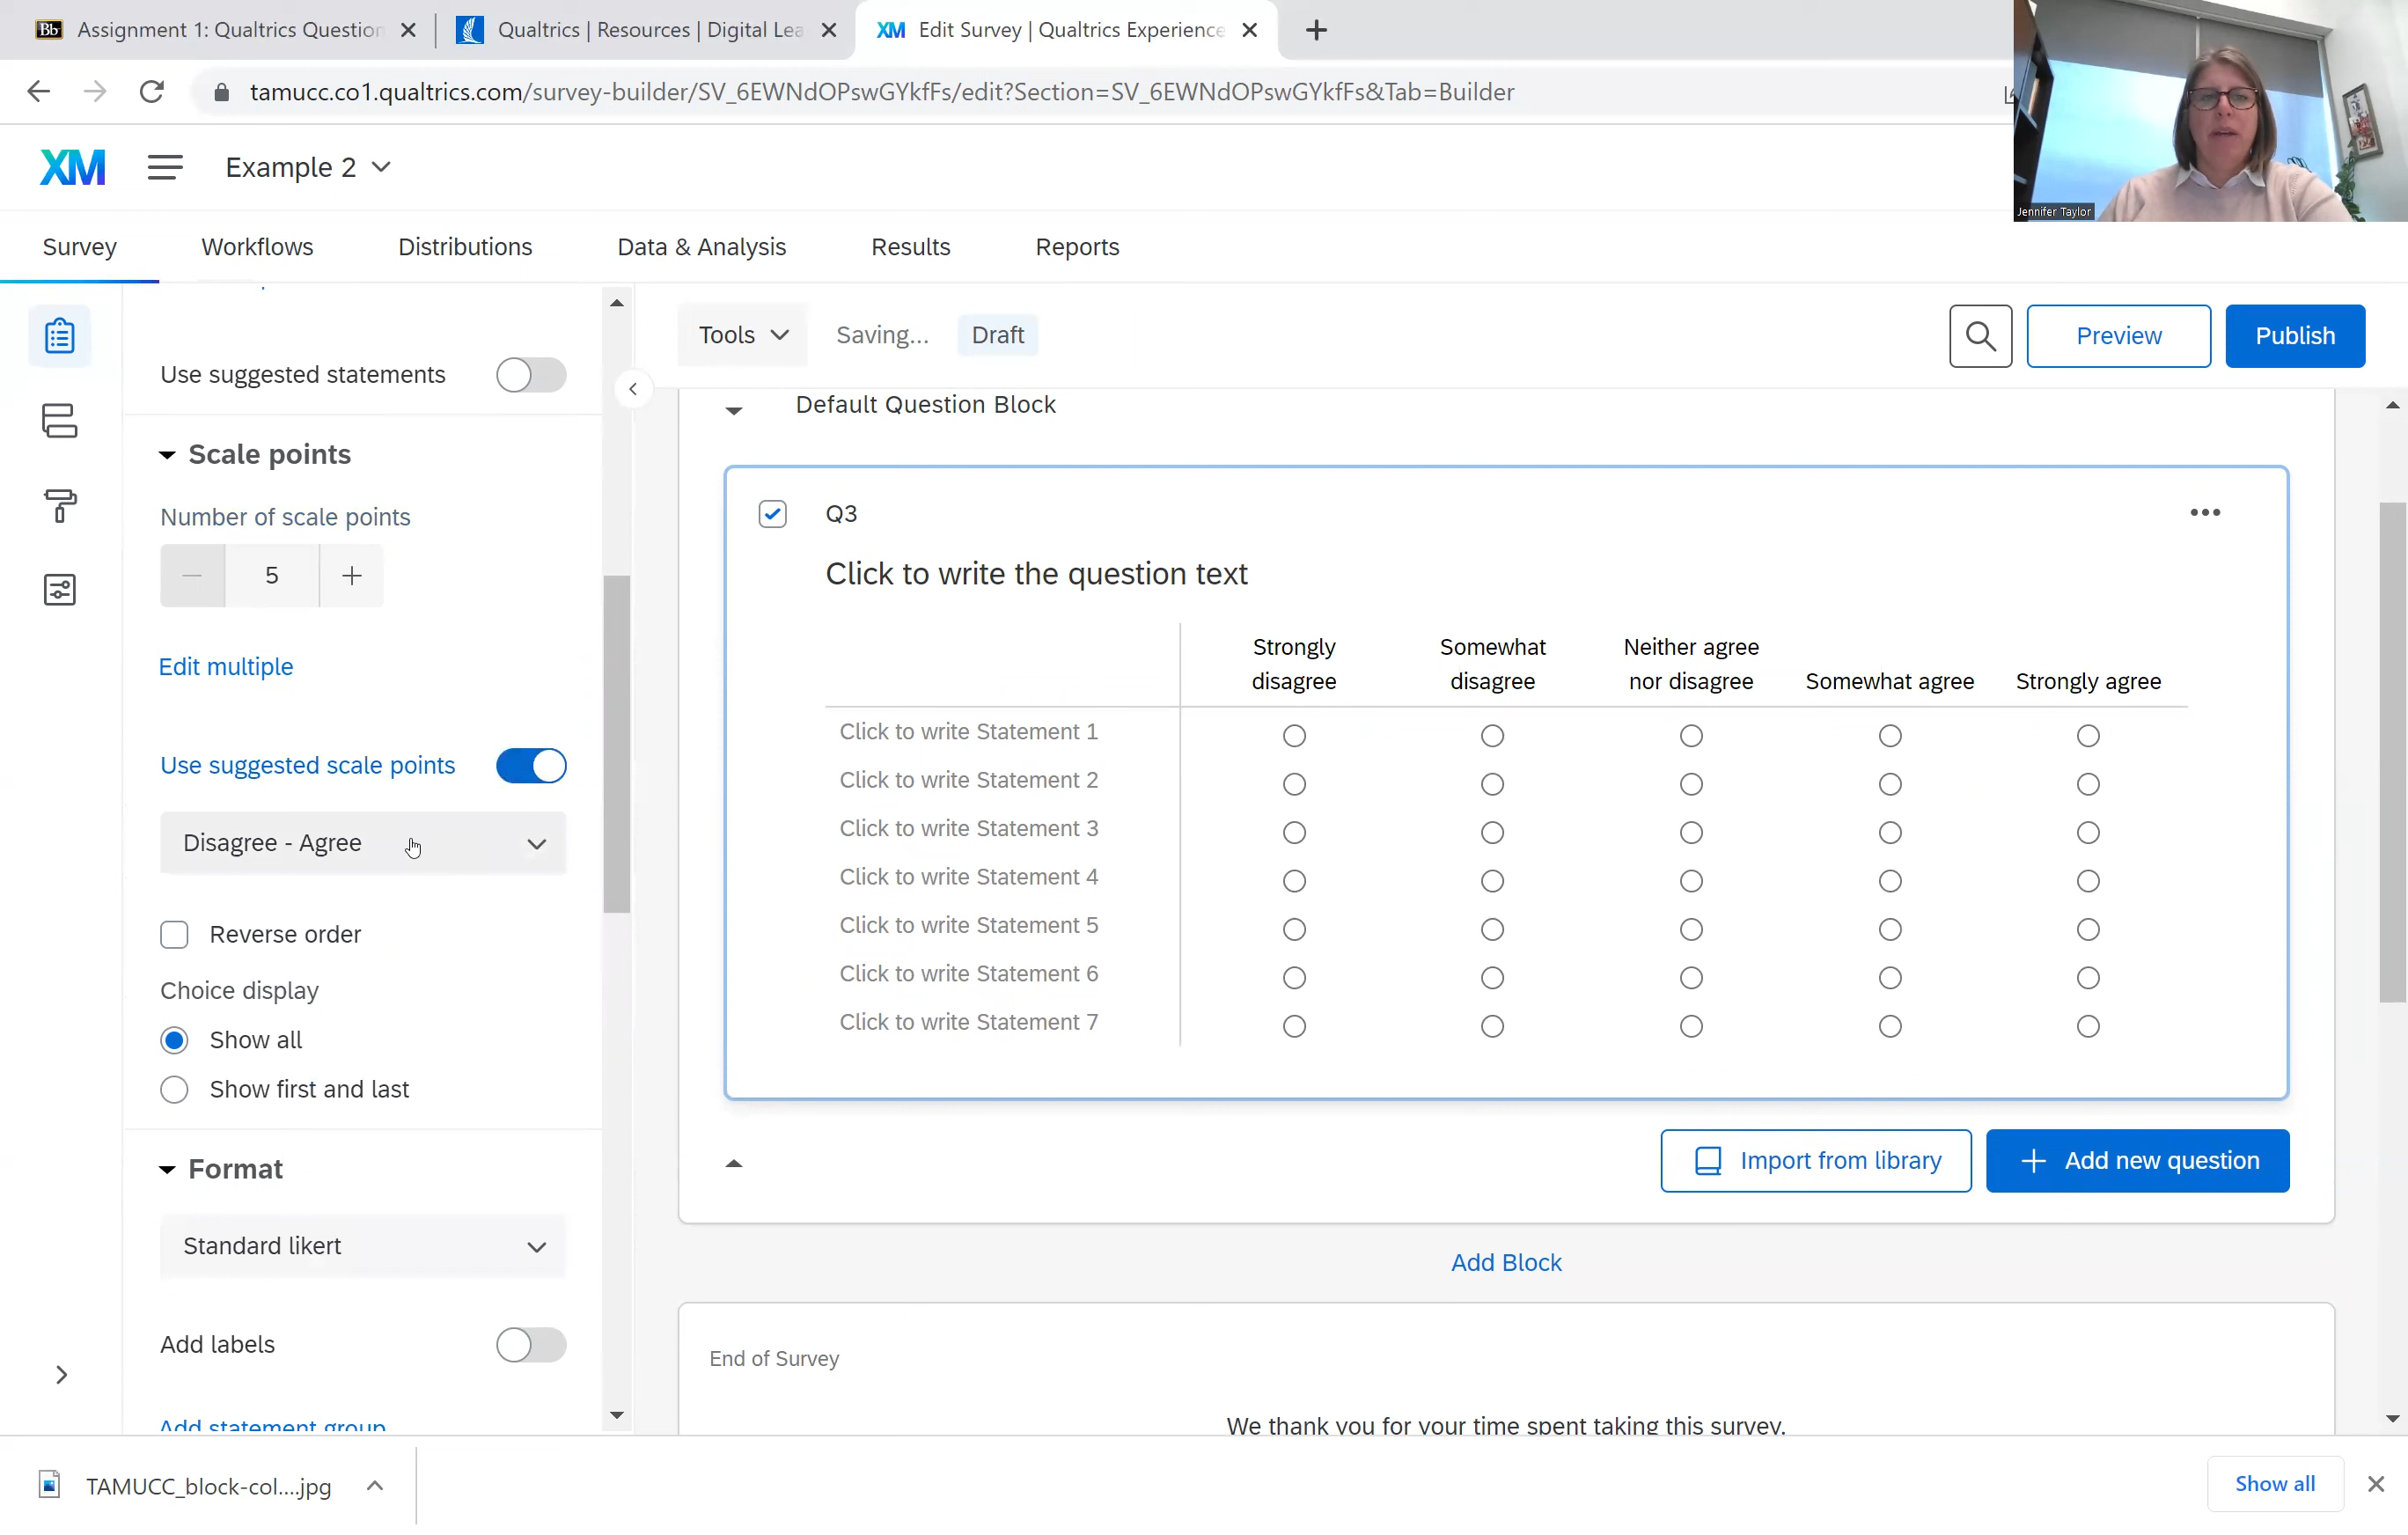 Bb Assignment 1: Qualtrics Question
Qualtrics | Resources | Digital Lea
XM Edit Survey | Qualtrics Experience
tamucc.co1.qualtrics.com/survey-builder/SV_6EWNdOPswGYkfFs/edit?Section=SV_6EWNdOPswGYkfFs&Tab=Builder
Jennifer Taylor
XM Example 2
Survey Workflows Distributions Data & Analysis Results Reports
Tools Saving... Draft Preview Publish
Use suggested statements
Scale points
Number of scale points
5
Edit multiple
Use suggested scale points
Disagree - Agree
Reverse order
Choice display
Show all
Show first and last
Format
Standard likert
Add labels
Add statement group
Default Question Block
Q3
Click to write the question text
Strongly disagree Somewhat disagree Neither agree nor disagree Somewhat agree Strongly agree
Click to write Statement 1
Click to write Statement 2
Click to write Statement 3
Click to write Statement 4
Click to write Statement 5
Click to write Statement 6
Click to write Statement 7
Import from library Add new question
Add Block
End of Survey
We thank you for your time spent taking this survey.
TAMUCC_block-col....jpg
Show all